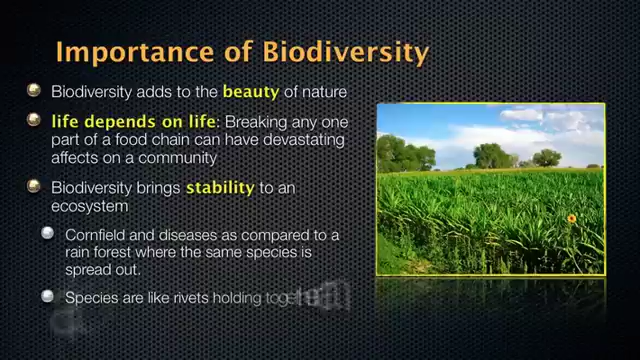 Importance of Biodiversity
Biodiversity adds to the beauty of nature
life depends on life: Breaking any one
part of a food chain can have devastating
affects on a community
Biodiversity brings stability to an
ecosystem
Cornfield and diseases as compared to a
rain forest where the same species is
spread out.
Species are like rivets holding